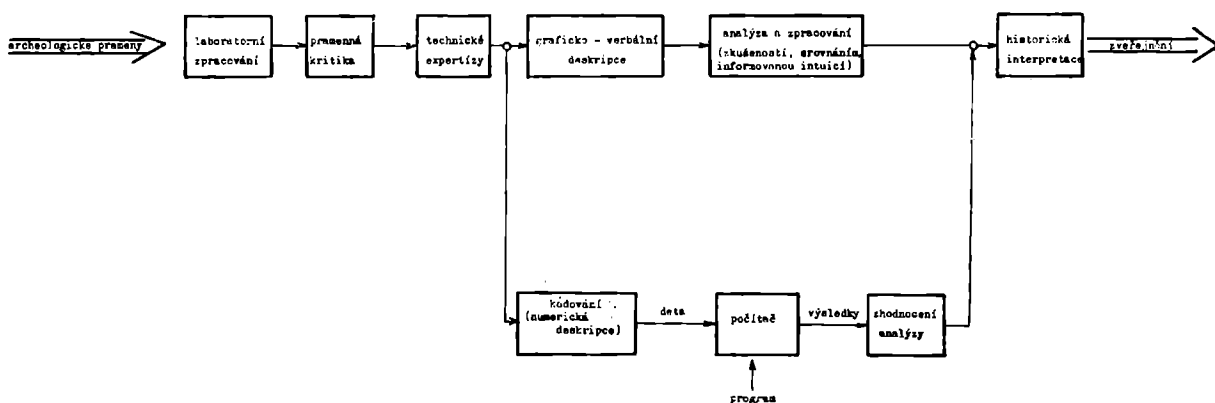 archeologické prameny
laboratorní
zpracování
pramenná
kritika
technické
expertízy
graficko - verbální
deskripce
analýza a zpracování
(zkušeností, srovnáním,
informovanou intuicí)
historická
interpretace
zveřejnění
kódování
(numerická
deskripce)
data
počítač
výsledky
zhodnocení
analýzy
program